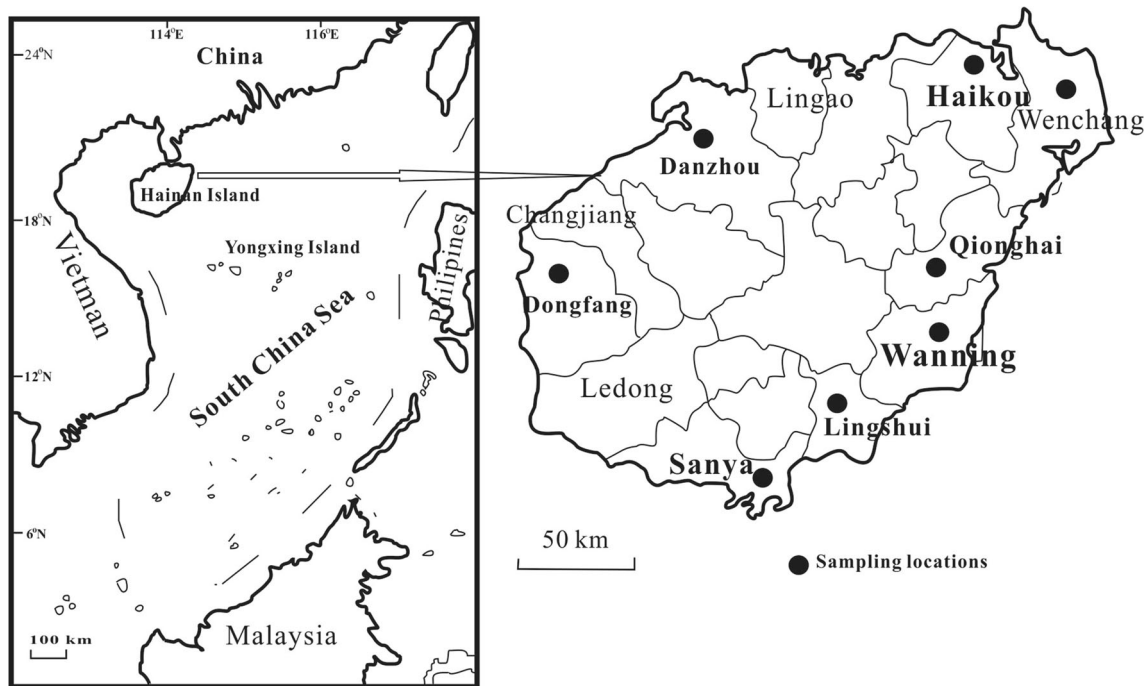 114°E
116°E
24°N
China
Hainan Island
18°N
Yongxing Island
Vietman
Philipines
South China Sea
12°N
6°N
100 km
Malaysia
Lingao
Haikou
Wenchang
Danzhou
Changjiang
Qionghai
Dongfang
Wanning
Ledong
Lingshui
Sanya
50 km
Sampling locations